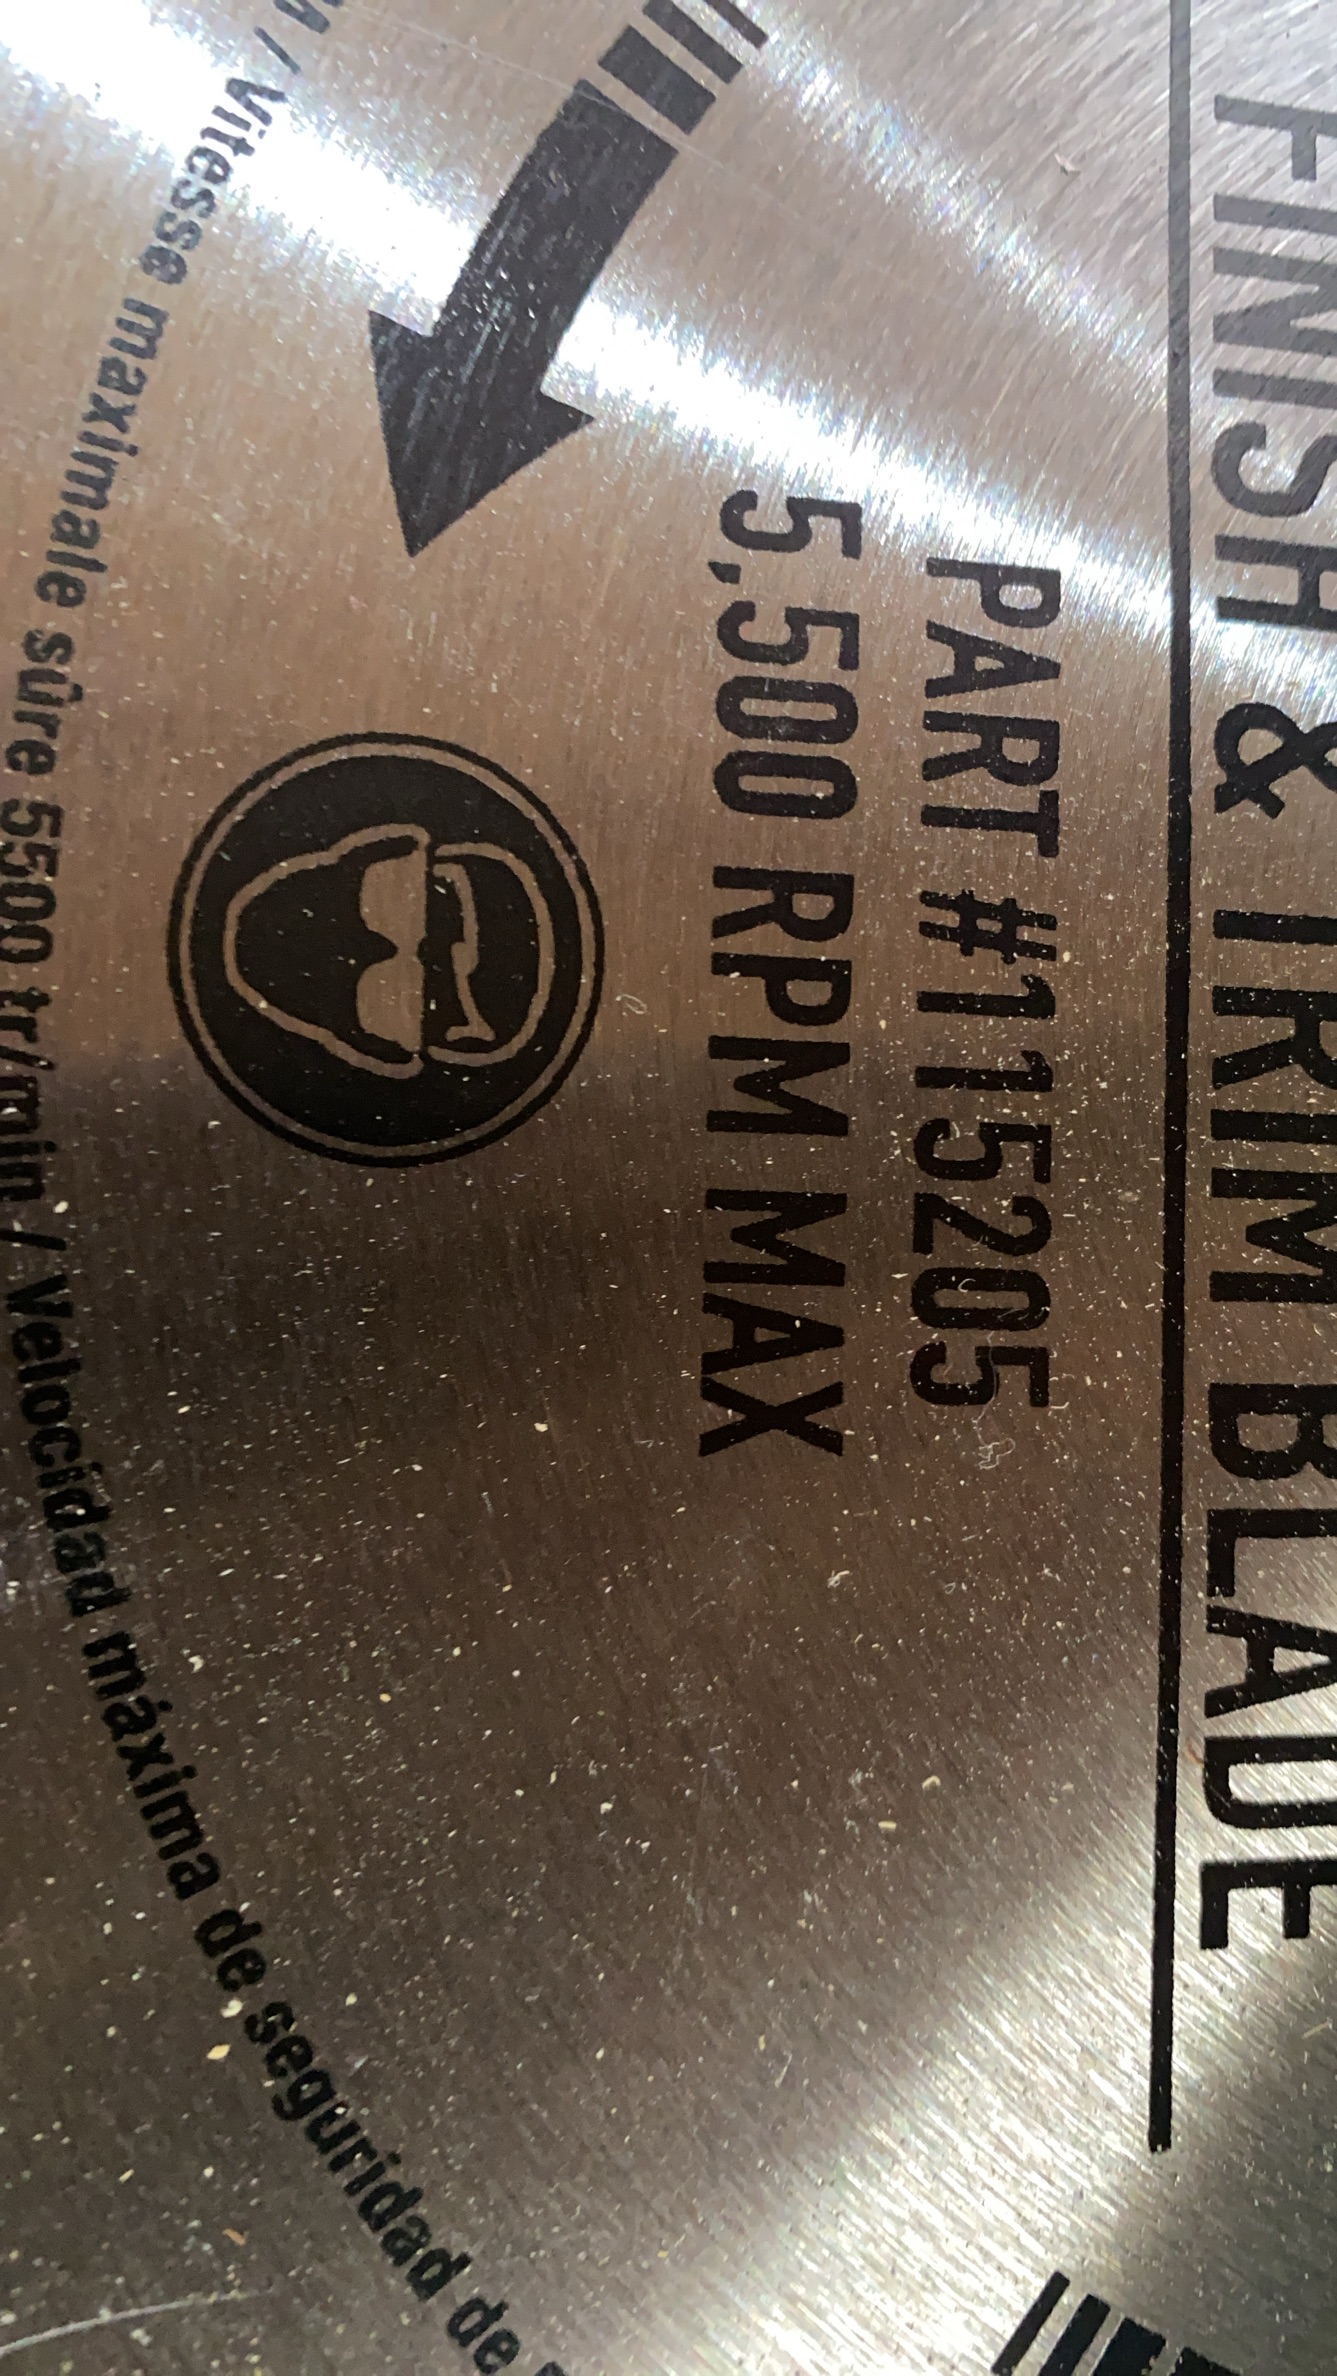 FINISH & TRIM BLADE
PART #115205
5,500 RPM MAX
/ Vitesse maximale sûre 5500 tr/min / Velocidad máxima de seguridad de